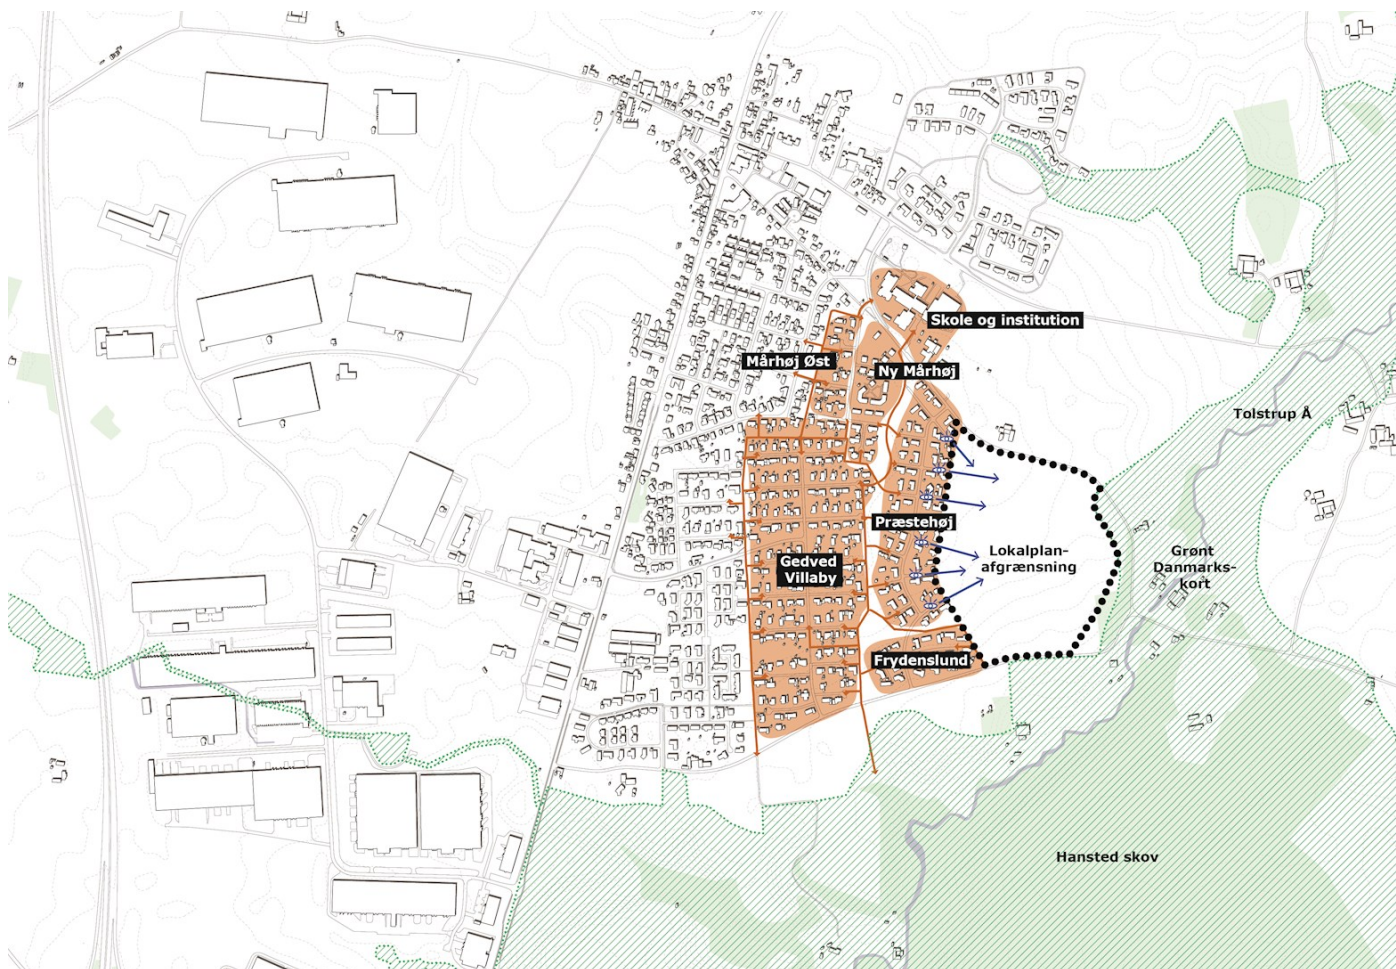 Skole og institution
Mårhøj Øst
Ny Mårhøj
Tolstrup Å
Præstehøj
Lokalplan-
afgrænsning
Grønt
Danmarks-
kort
Gedved
Villaby
Frydenslund
Hansted skov